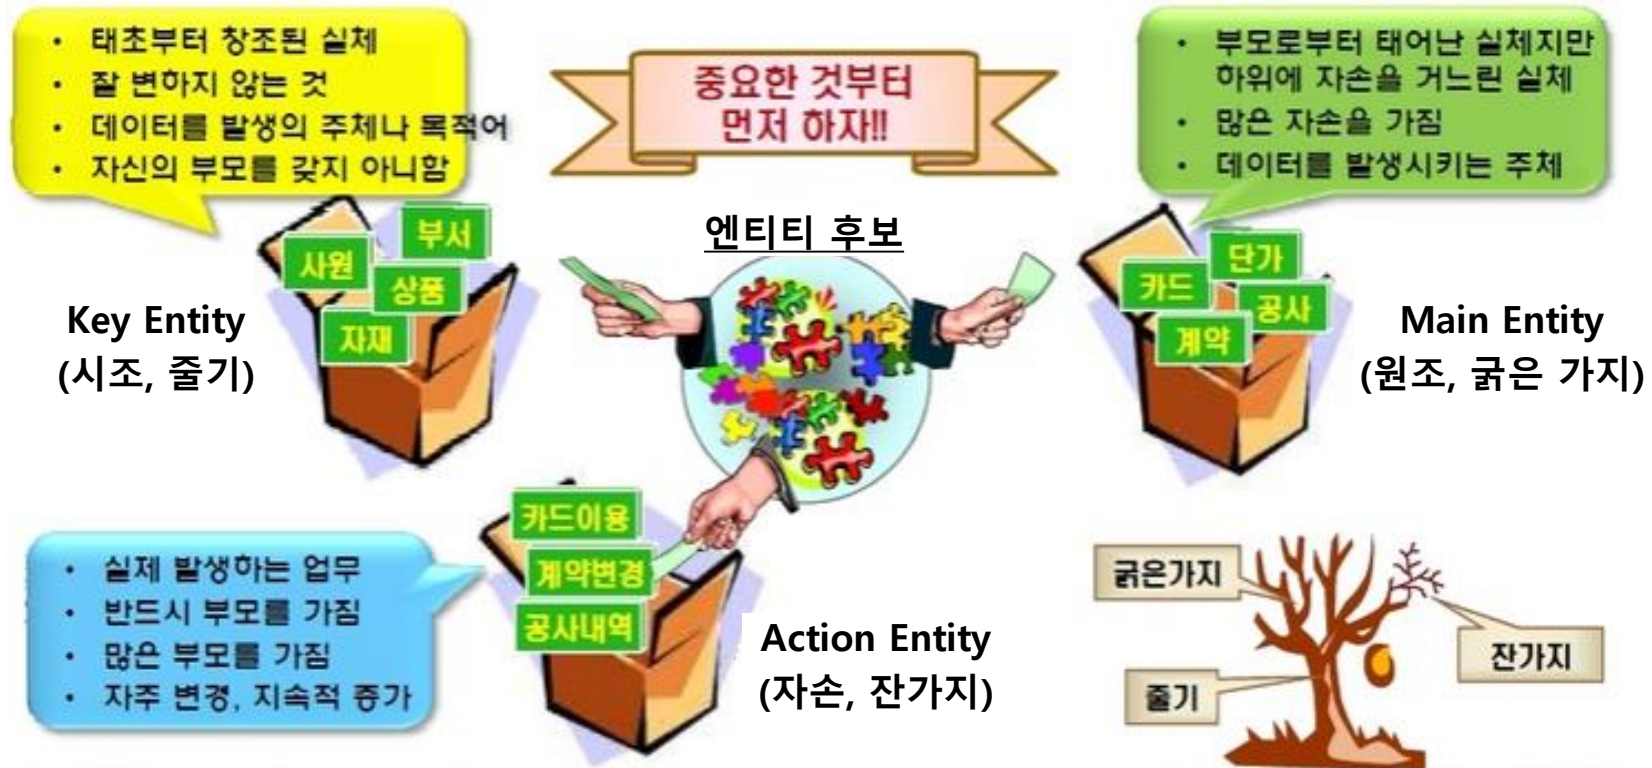 • 태초부터 창조된 실체
• 잘 변하지 않는 것
• 데이터를 발생의 주체나 목적어
• 자신의 부모를 갖지 아니함
중요한 것부터
먼저 하자!!
• 부모로부터 태어난 실체지만
하위에 자손을 거느린 실체
• 많은 자손을 가짐
• 데이터를 발생시키는 주체
엔티티 후보
부서
사원
상품
자재
Key Entity
(시조, 줄기)
단가
카드
공사
계약
Main Entity
(원조, 굵은 가지)
• 실제 발생하는 업무
• 반드시 부모를 가짐
• 많은 부모를 가짐
• 자주 변경, 지속적 증가
카드이용
계약변경
공사내역
Action Entity
(자손, 잔가지)
굵은가지
잔가지
줄기